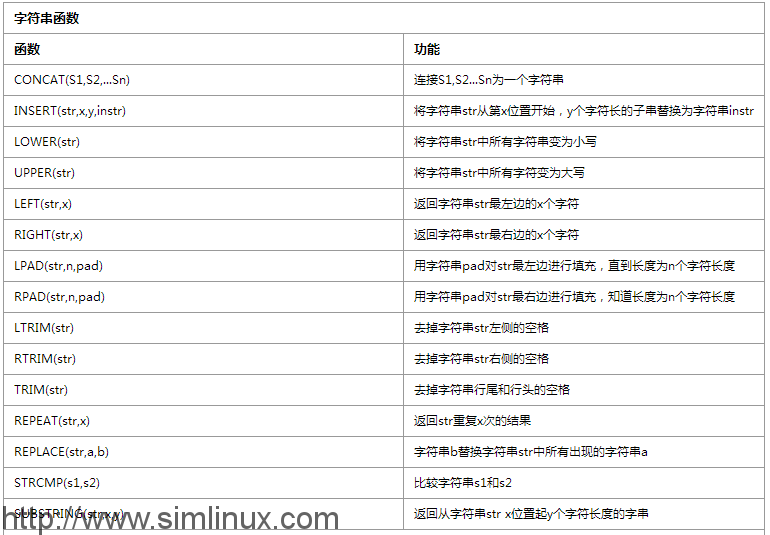 字符串函数
函数 功能
CONCAT(S1,S2,...Sn) 连接S1,S2...Sn为一个字符串
INSERT(str,x,y,instr) 将字符串str从第x位置开始，y个字符长的子串替换为字符串instr
LOWER(str) 将字符串str中所有字符串变为小写
UPPER(str) 将字符串str中所有字符变为大写
LEFT(str,x) 返回字符串str最左边的x个字符
RIGHT(str,x) 返回字符串str最右边的x个字符
LPAD(str,n,pad) 用字符串pad对str最左边进行填充，直到长度为n个字符长度
RPAD(str,n,pad) 用字符串pad对str最右边进行填充，知道长度为n个字符长度
LTRIM(str) 去掉字符串str左侧的空格
RTRIM(str) 去掉字符串str右侧的空格
TRIM(str) 去掉字符串行尾和行头的空格
REPEAT(str,x) 返回str重复x次的结果
REPLACE(str,a,b) 字符串b替换字符串str中所有出现的字符串a
STRCMP(s1,s2) 比较字符串s1和s2
SUBSTRING(str,x,y) 返回从字符串str x位置起y个字符长度的字串
http://www.simlinux.com